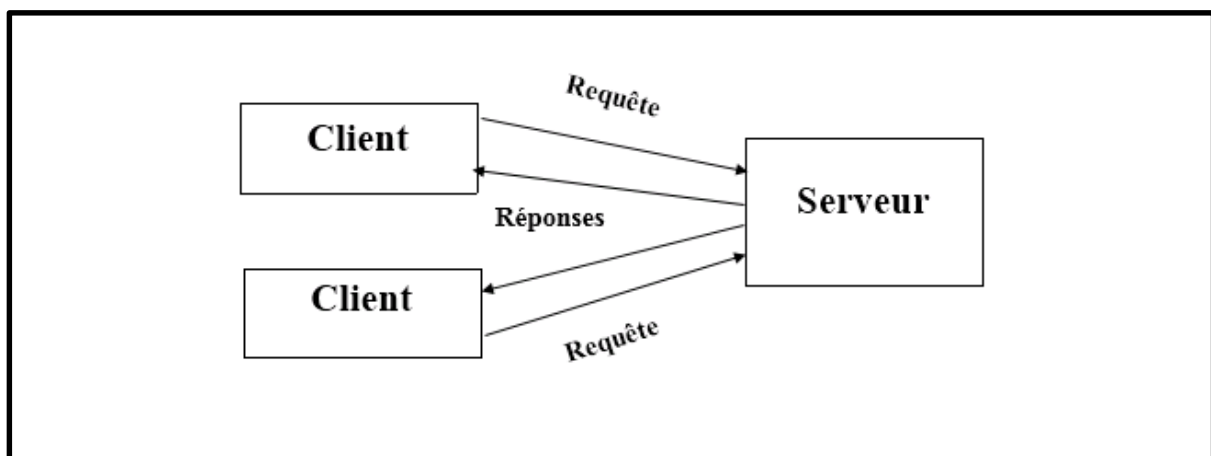 Requête
Client
Serveur
Réponses
Client
Requête